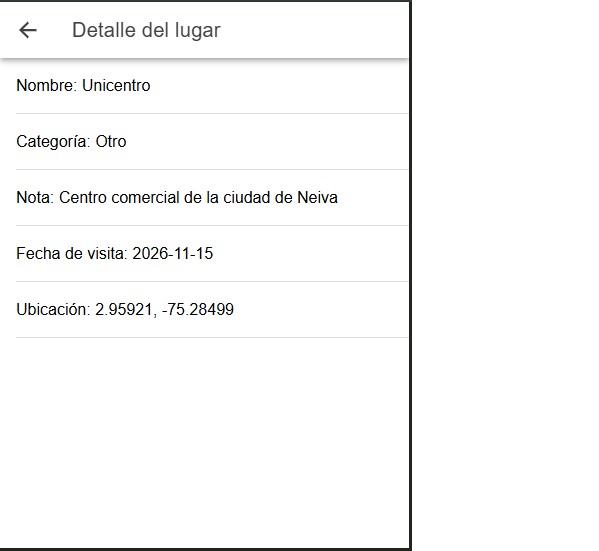 Detalle del lugar
Nombre: Unicentro
Categoría: Otro
Nota: Centro comercial de la ciudad de Neiva
Fecha de visita: 2026-11-15
Ubicación: 2.95921, -75.28499